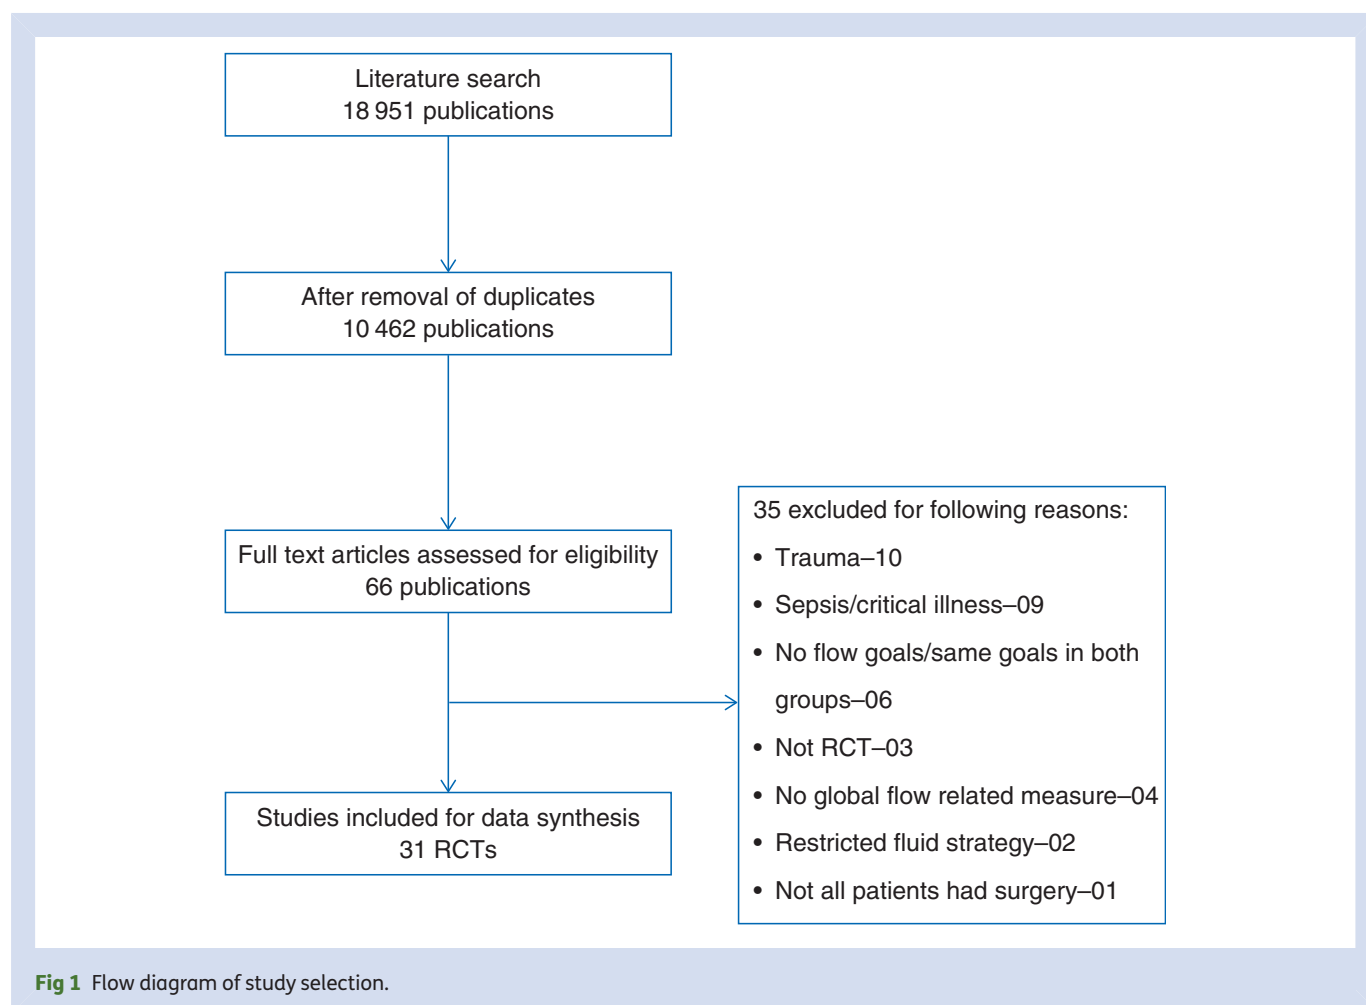 Literature search
18 951 publications
After removal of duplicates
10 462 publications
Full text articles assessed for eligibility
66 publications
35 excluded for following reasons:
• Trauma–10
• Sepsis/critical illness–09
• No flow goals/same goals in both
groups–06
• Not RCT–03
• No global flow related measure–04
• Restricted fluid strategy–02
• Not all patients had surgery–01
Studies included for data synthesis
31 RCTs
Fig 1 Flow diagram of study selection.